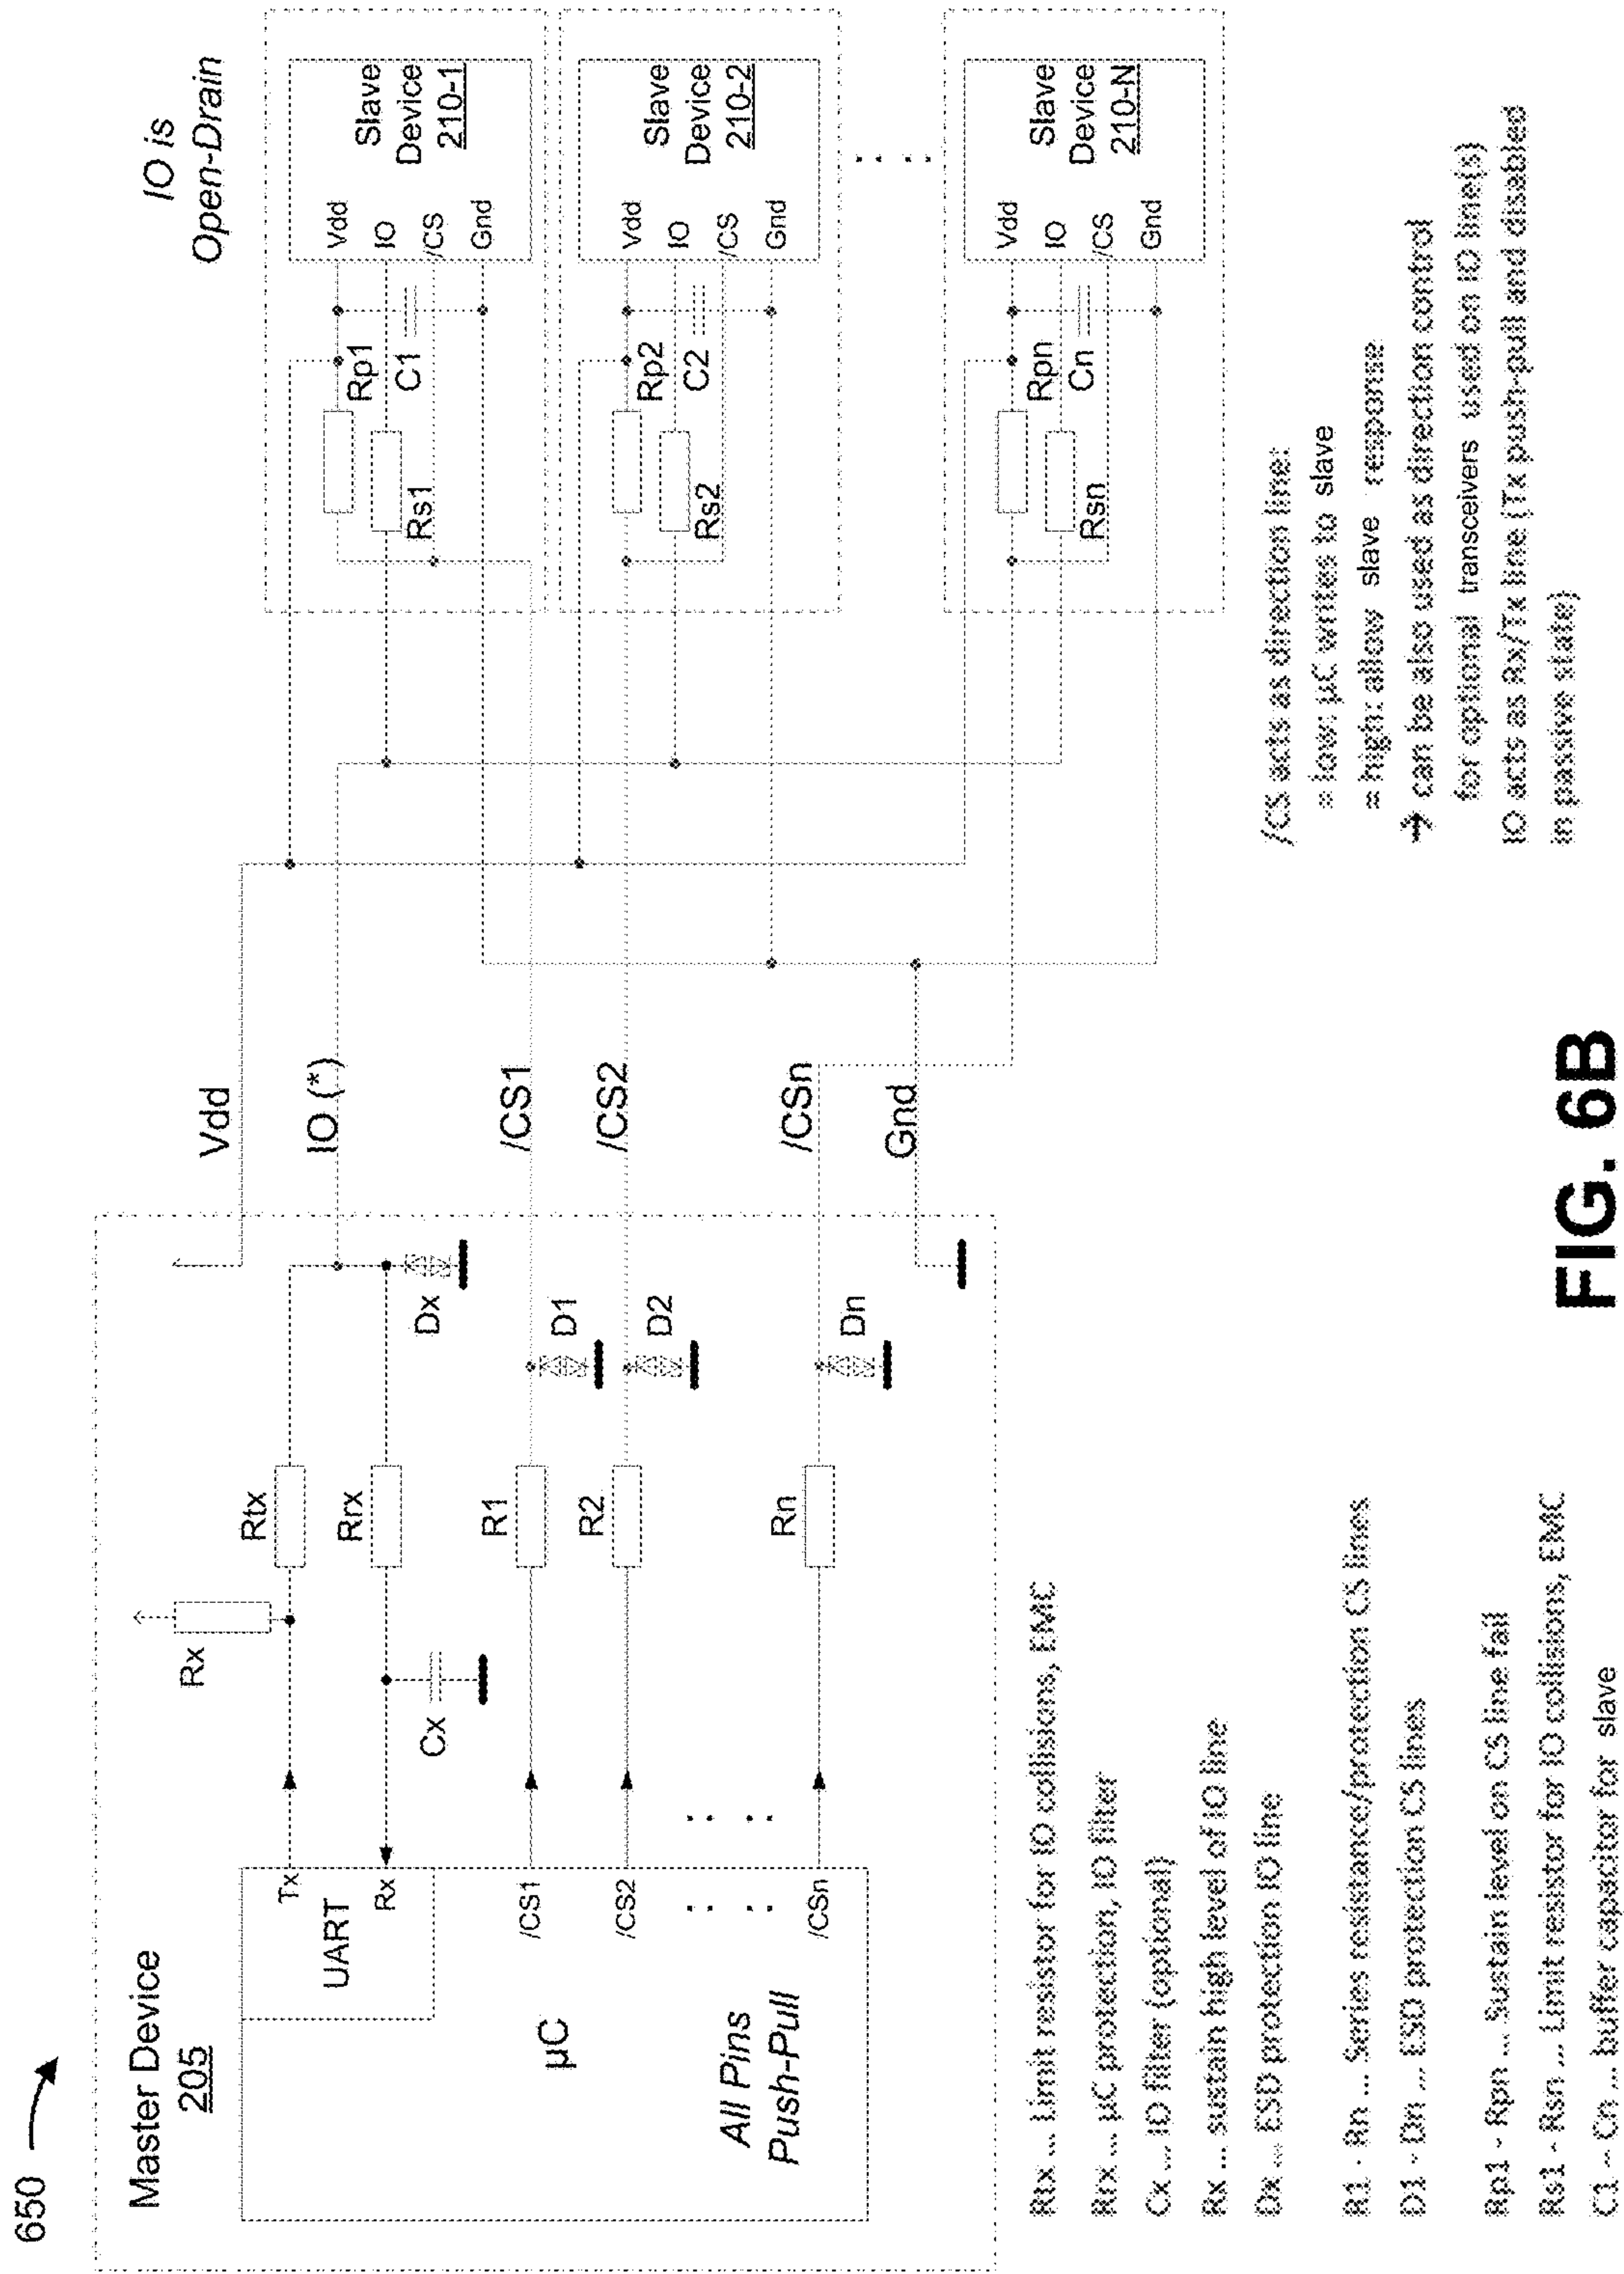 650
Master Device
205
UART
Tx
Rx
µC
/CS1
/CS2
/CSn
All Pins
Push-Pull
Rx
Rtx
Rrx
Cx
Dx
R1
D1
R2
D2
Rn
Dn
Vdd
IO (*)
/CS1
/CS2
/CSn
Gnd
IO is
Open-Drain
Rp1
Rs1
C1
Vdd
IO
/CS
Gnd
Slave
Device
210-1
Rp2
Rs2
C2
Vdd
IO
/CS
Gnd
Slave
Device
210-2
Rpn
Rsn
Cn
Vdd
IO
/CS
Gnd
Slave
Device
210-N
Rtx ... Limit resistor for IO collisions, EMC
Rrx ... µC protection, IO filter
Cx ... IO filter (optional)
Rx ... sustain high level of IO line
Dx ... ESD protection IO line
R1 - Rn ... Series resistance/protection CS lines
D1 - Dn ... ESD protection CS lines
Rp1 - Rpn ... Sustain level on CS line fail
Rs1 - Rsn ... Limit resistor for IO collisions, EMC
C1 – Cn ... buffer capacitor for slave
/CS acts as direction line:
= low: µC writes to slave
= high: allow slave response
→ can be also used as direction control
for optional transceivers used on IO line(s)
IO acts as Rx/Tx line (Tx push-pull and disabled
in passive state)
FIG. 6B